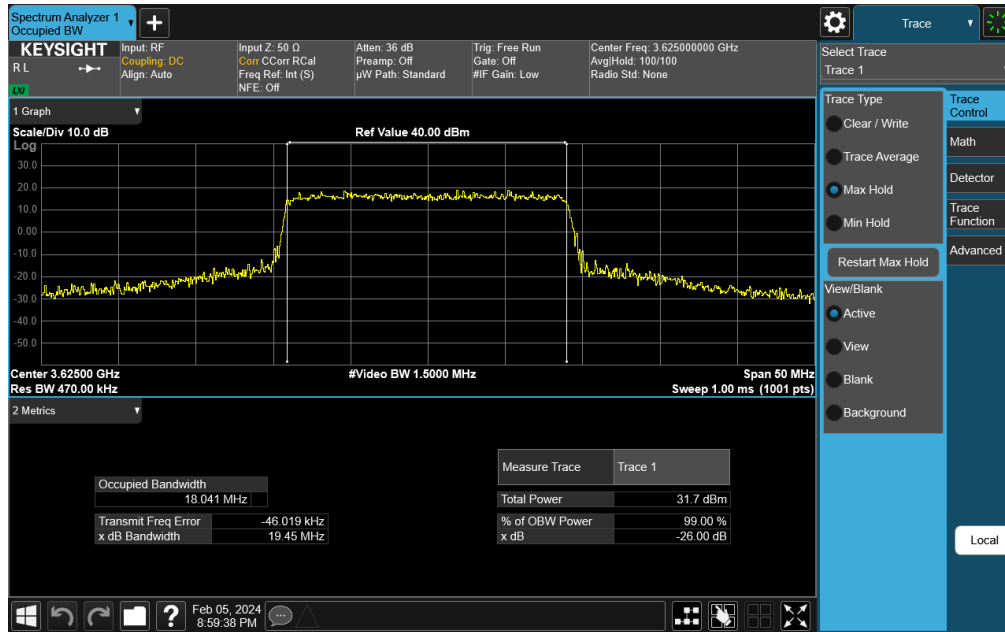 Spectrum Analyzer 1
Occupied BW
Trace
KEYSIGHT
R L
LXI
Input: RF
Coupling: DC
Align: Auto
Input Z: 50 Ω
Corr CCorr RCal
Freq Ref: Int (S)
NFE: Off
Atten: 36 dB
Preamp: Off
µW Path: Standard
Trig: Free Run
Gate: Off
#IF Gain: Low
Center Freq: 3.625000000 GHz
Avg|Hold: 100/100
Radio Std: None
Select Trace
Trace 1
1 Graph
Scale/Div 10.0 dB
Ref Value 40.00 dBm
Log
30.0
20.0
10.0
0.00
-10.0
-20.0
-30.0
-40.0
-50.0
Center 3.62500 GHz
#Video BW 1.5000 MHz
Span 50 MHz
Res BW 470.00 kHz
Sweep 1.00 ms (1001 pts)
Trace Type
Clear / Write
Trace Average
Max Hold
Min Hold
Restart Max Hold
View/Blank
Active
View
Blank
Background
Trace
Control
Math
Detector
Trace
Function
Advanced
Local
2 Metrics
Occupied Bandwidth
18.041 MHz
Transmit Freq Error -46.019 kHz
x dB Bandwidth 19.45 MHz
Measure Trace Trace 1
Total Power 31.7 dBm
% of OBW Power 99.00 %
x dB -26.00 dB
?
Feb 05, 2024
8:59:38 PM